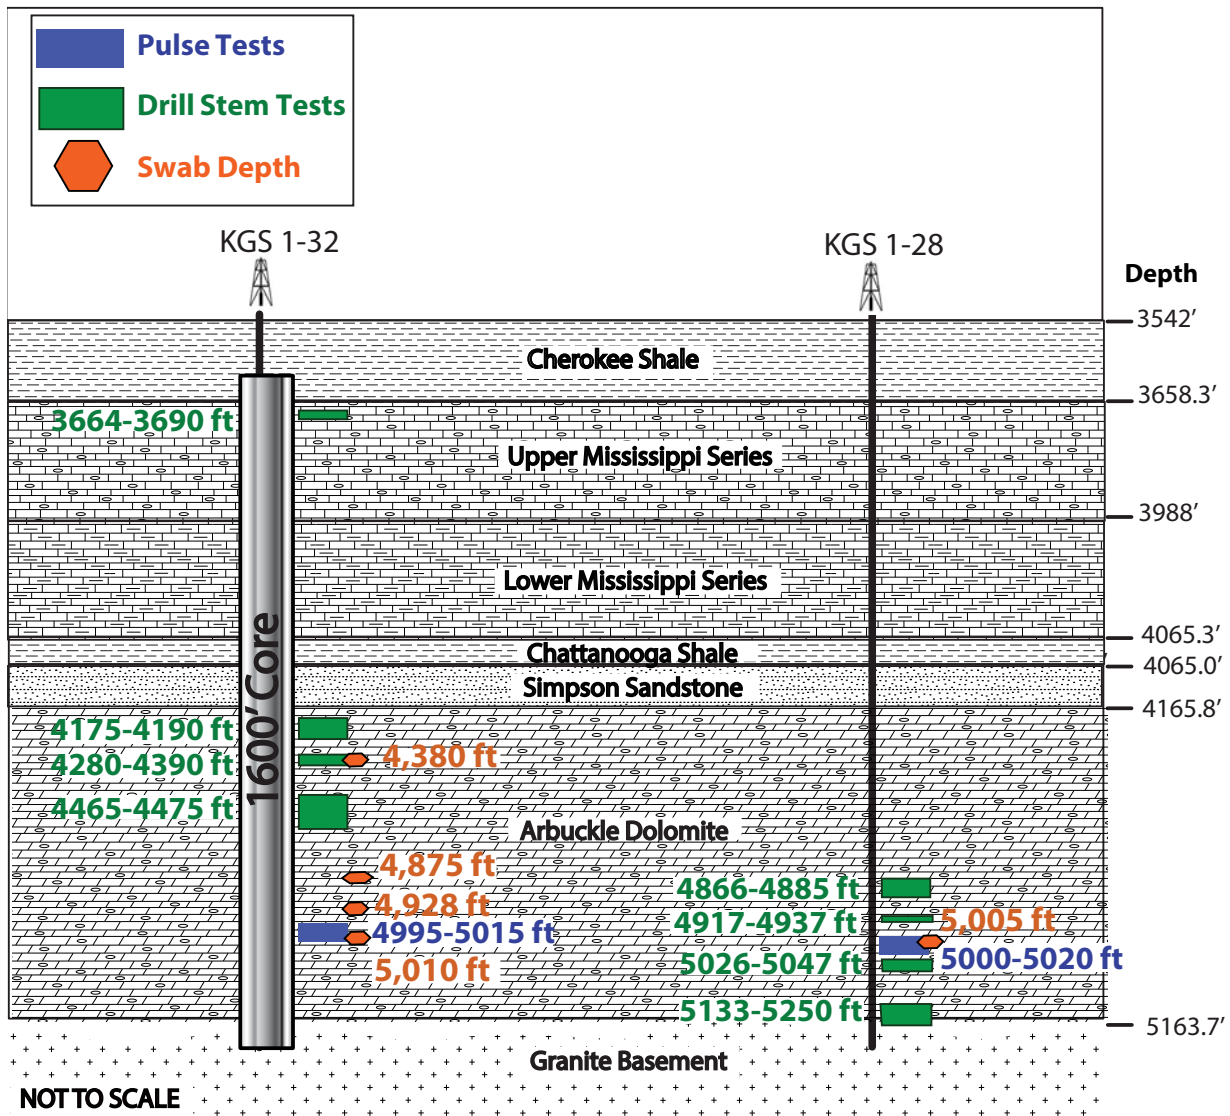 Pulse Tests
Drill Stem Tests
Swab Depth
KGS 1-32
KGS 1-28
Depth
3542’
Cherokee Shale
3658.3’
3664-3690 ft
Upper Mississippi Series
3988’
Lower Mississippi Series
1600’ Core
4065.3’
Chattanooga Shale
4065.0’
Simpson Sandstone
4165.8’
4175-4190 ft
4280-4390 ft
4,380 ft
4465-4475 ft
Arbuckle Dolomite
4,875 ft
4866-4885 ft
4,928 ft
4917-4937 ft
5,005 ft
4995-5015 ft
5000-5020 ft
5,010 ft
5026-5047 ft
5133-5250 ft
5163.7’
Granite Basement
NOT TO SCALE